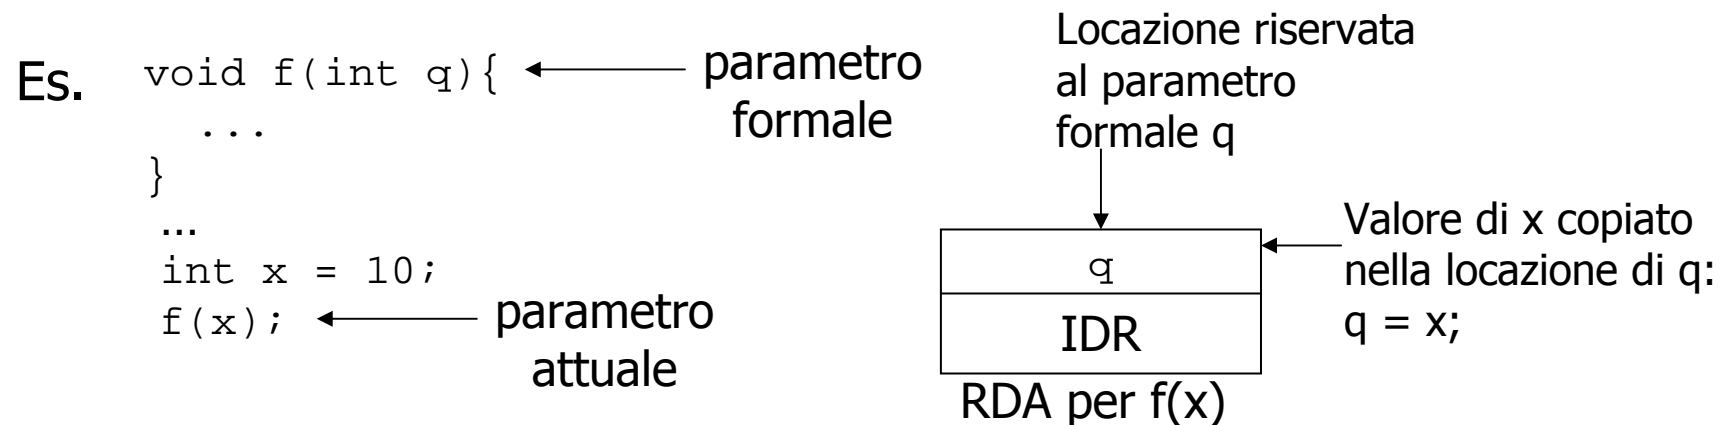 Es.
void f(int q){
...
}
...
int x = 10;
f(x);
parametro
formale
parametro
attuale
Locazione riservata
al parametro
formale q
q
IDR
RDA per f(x)
Valore di x copiato
nella locazione di q:
q = x;